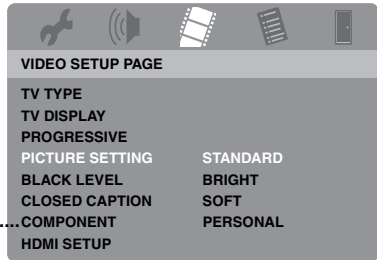 VIDEO SETUP PAGE
TV TYPE
TV DISPLAY
PROGRESSIVE
PICTURE SETTING STANDARD
BLACK LEVEL BRIGHT
CLOSED CAPTION SOFT
....COMPONENT PERSONAL
HDMI SETUP